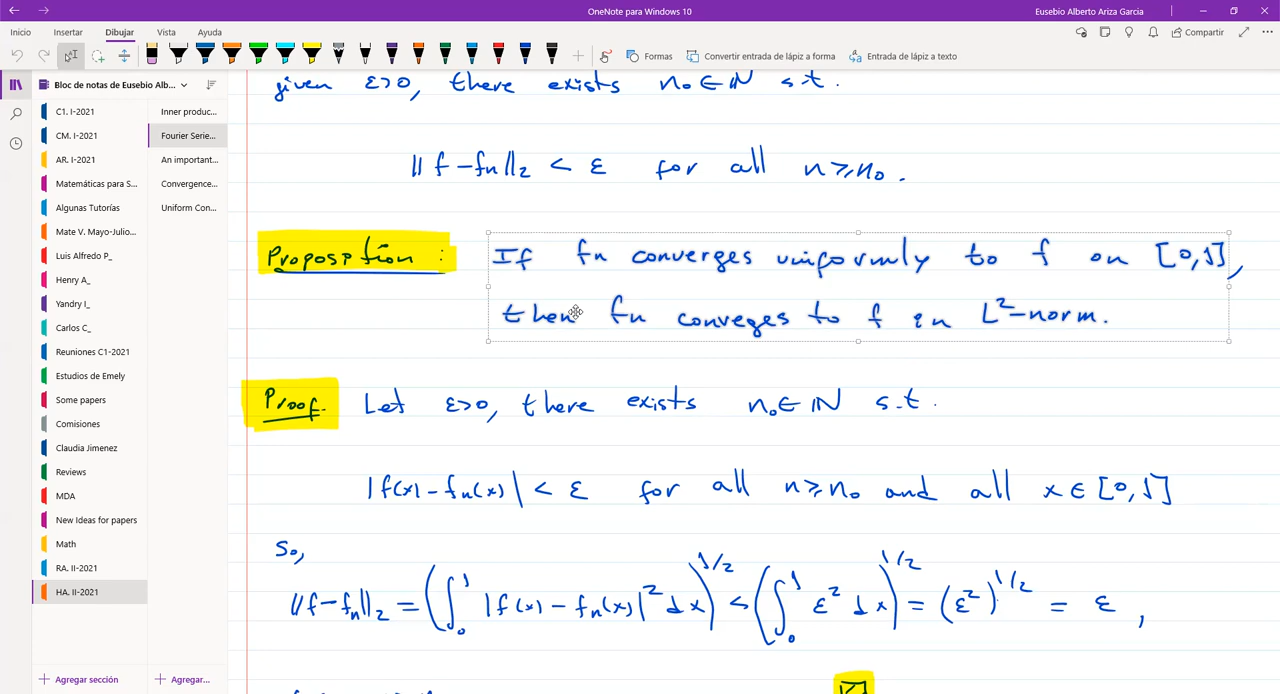 OneNote para Windows 10
Eusebio Alberto Ariza Garcia
Inicio Insertar Dibujar Vista Ayuda
Compartir
Formas Convertir entrada de lápiz a forma Entrada de lápiz a texto
Bloc de notas de Eusebio Alb...
C1. I-2021
CM. I-2021
AR. I-2021
Matemáticas para S...
Algunas Tutorías
Mate V. Mayo-Julio...
Luis Alfredo P_
Henry A_
Yandry I_
Carlos C_
Reuniones C1-2021
Estudios de Emely
Some papers
Comisiones
Claudia Jimenez
Reviews
MDA
New Ideas for papers
Math
RA. II-2021
HA. II-2021
Agregar sección
Inner produc...
Fourier Serie...
An important...
Convergence...
Uniform Con...
Agregar...
given ε>0, there exists n₀ ∈ ℕ s.t.
‖f-fn‖₂ < ε for all n≥n₀.
Proposption : If fn converges uniformly to f on [0,1],
then fn conveges to f in L²-norm.
Proof. Let ε>0, there exists n₀ ∈ ℕ s.t.
|f(x)-fn(x)| < ε for all n≥n₀ and all x ∈ [0,1]
So,
‖f-fn‖₂ = (∫₀¹ |f(x)-fn(x)|² dx)^1/2 < (∫₀¹ ε² dx)^1/2 = (ε²)^1/2 = ε,